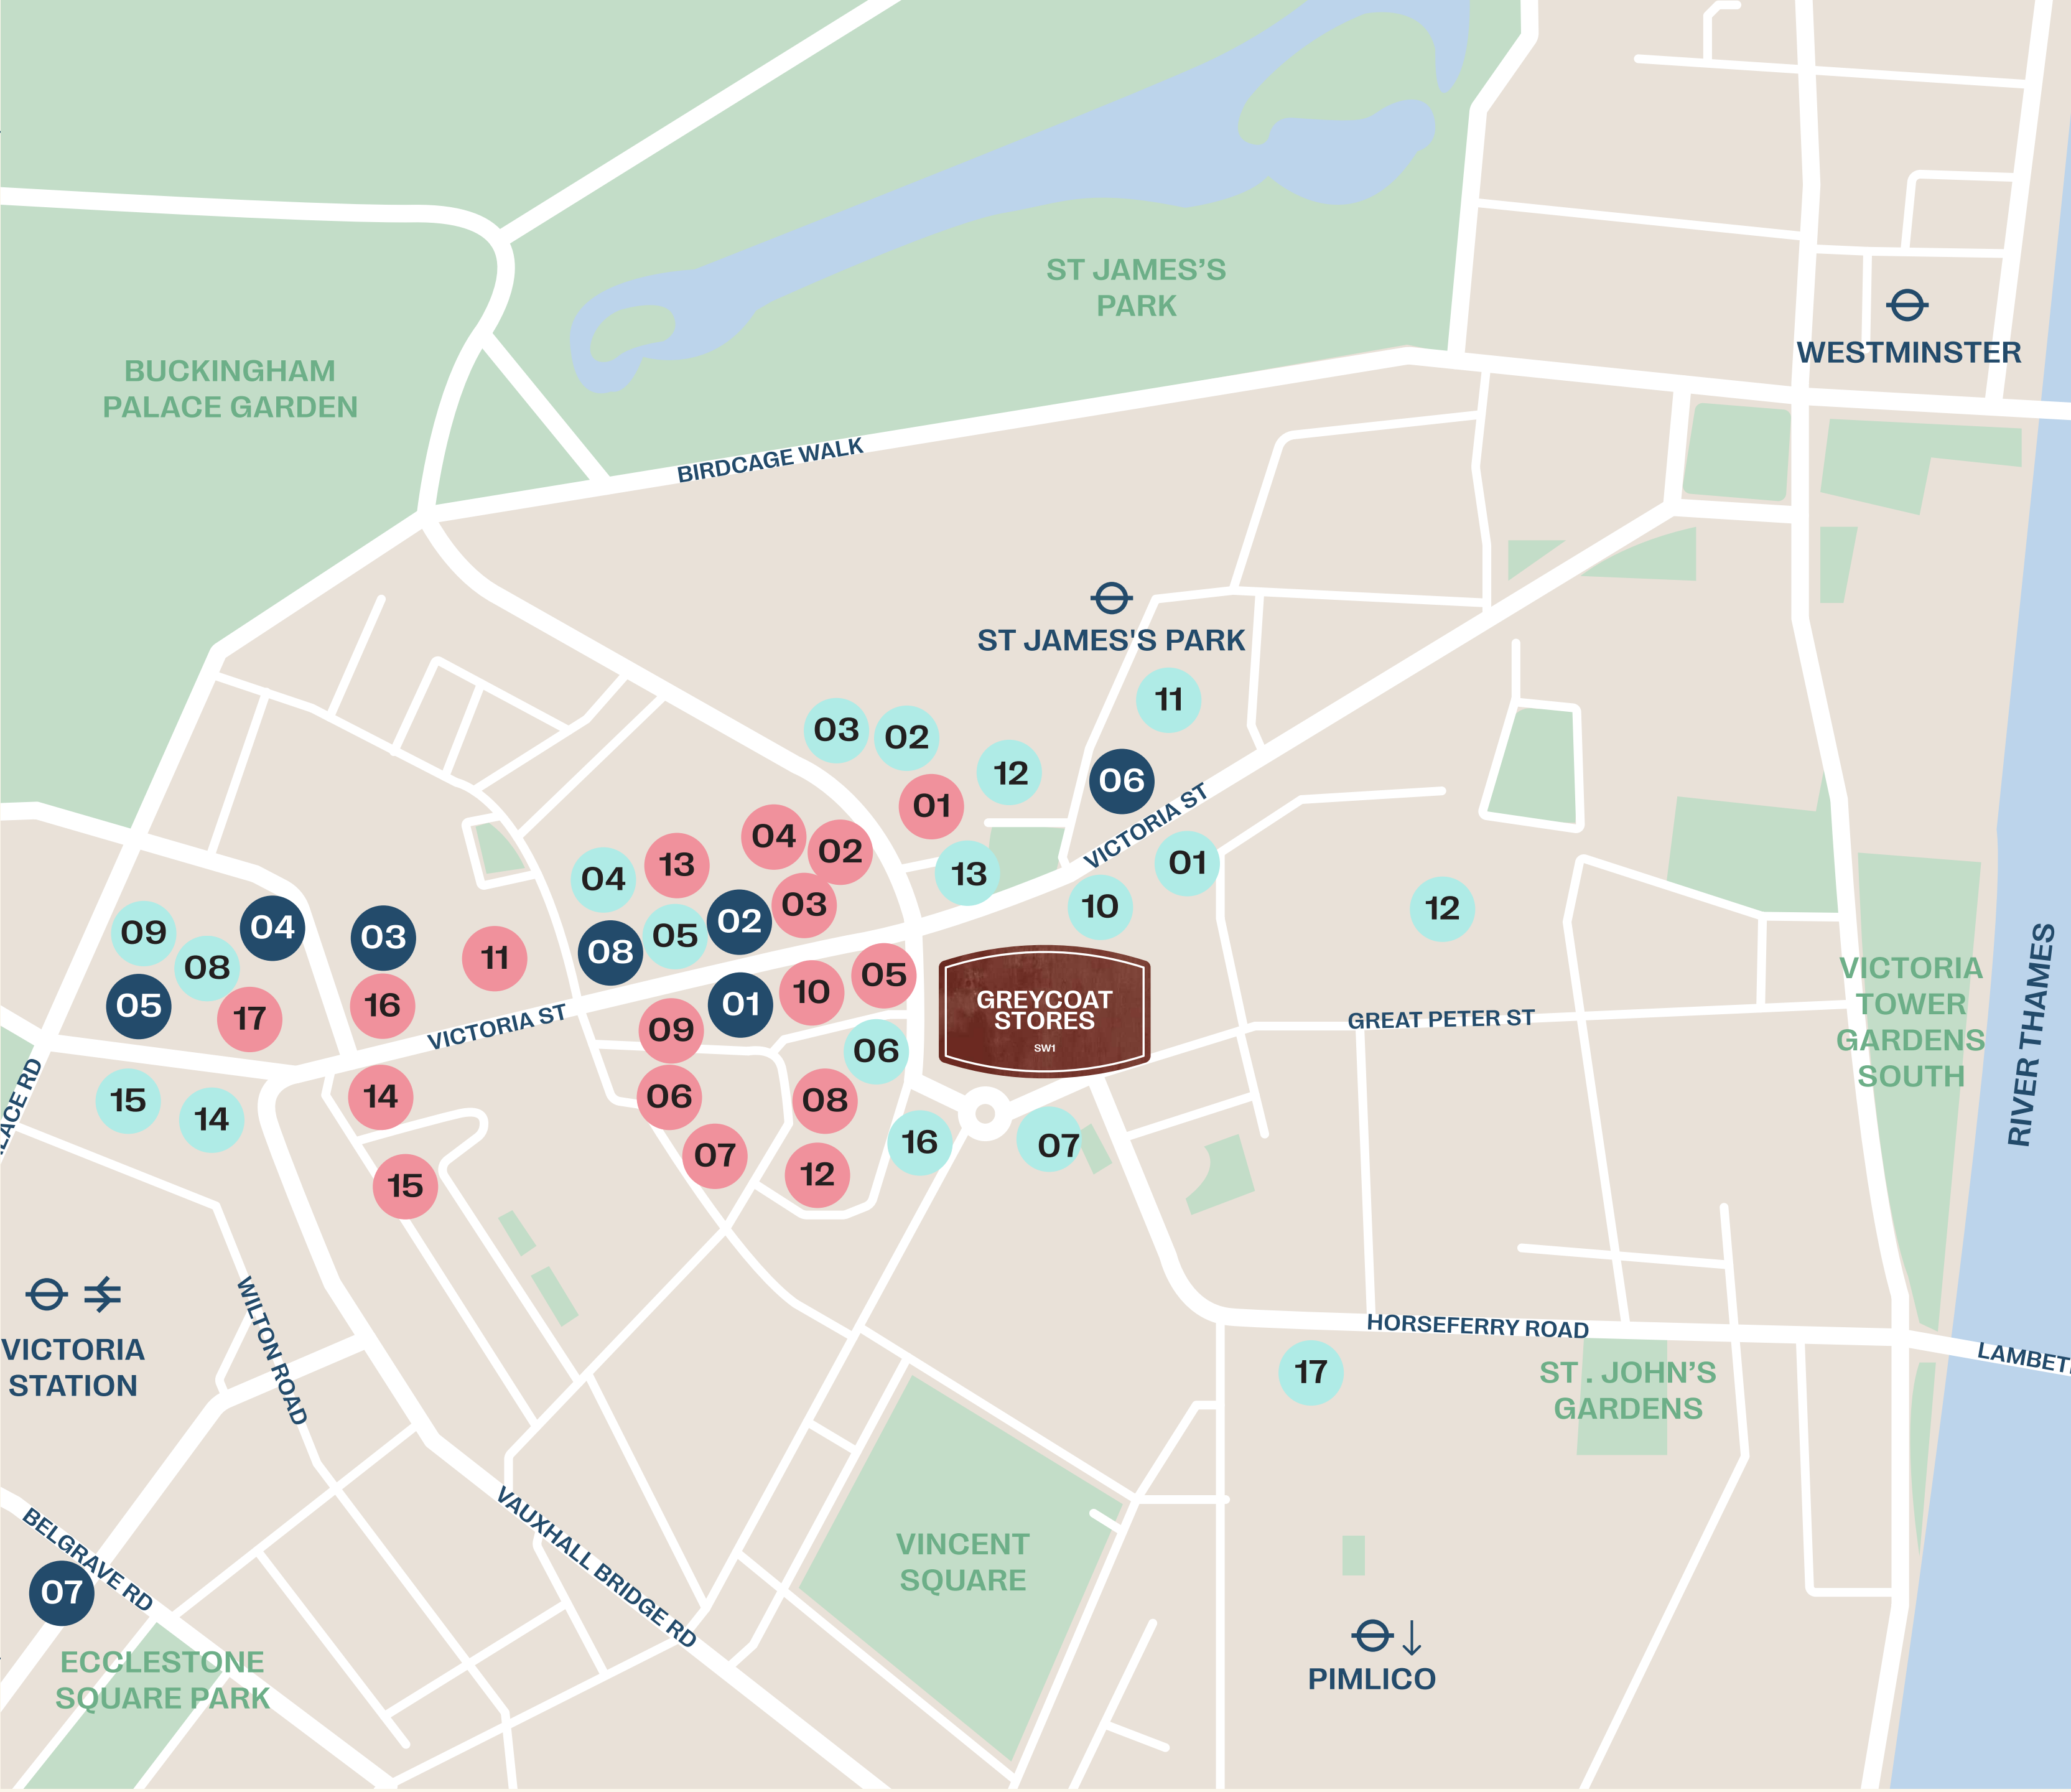 ST JAMES’S
PARK
BUCKINGHAM
PALACE GARDEN
WESTMINSTER
BIRDCAGE WALK
ST JAMES'S PARK
11
03
02
12
06
01
VICTORIA ST
04
02
13
04
13
01
03
10
12
09
04
03
02
05
08
11
08
05
17
16
01
10
05
VICTORIA ST
09
06
GREYCOAT
STORES
SW1
GREAT PETER ST
VICTORIA
TOWER
GARDENS
SOUTH
RIVER THAMES
LACE RD
15
14
14
06
08
16
07
07
15
12
VICTORIA
STATION
WILTON ROAD
HORSEFERRY ROAD
17
ST . JOHN’S
GARDENS
LAMBET
BELGRAVE RD
07
VAUXHALL BRIDGE RD
VINCENT
SQUARE
ECCLESTONE
SQUARE PARK
PIMLICO